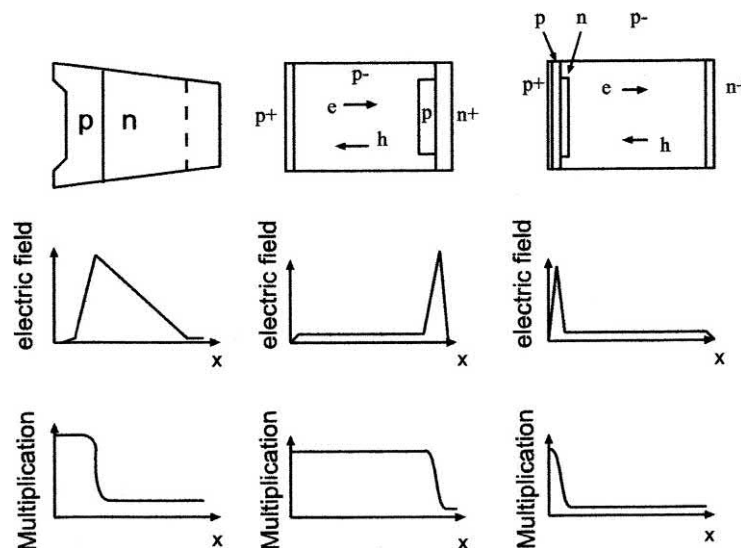 p n p-
p-
p+ e p n+ p+ e n-
p n
h h
electric field electric field electric field
x x x
Multiplication Multiplication Multiplication
x x x